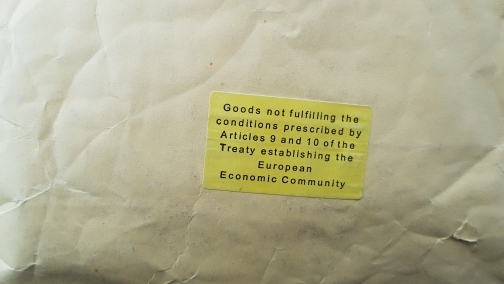 Goods not fulfilling the
conditions prescribed by
Articles 9 and 10 of the
Treaty establishing the
European
Economic Community